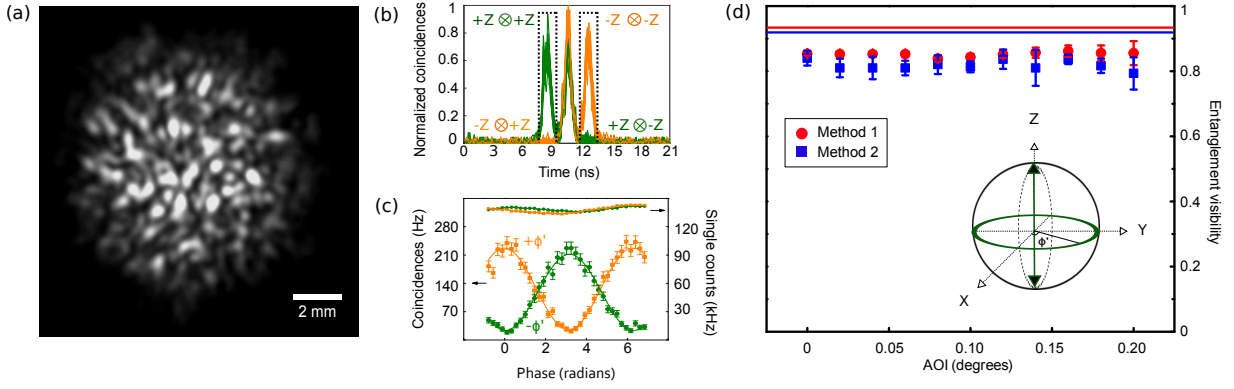 (a)
2 mm
(b)
Normalized coincidences
1
0.8
0.6
0.4
0.2
0
+Z ⊗ +Z
-Z ⊗ -Z
-Z ⊗ +Z
+Z ⊗ -Z
0 3 6 9 12 15 18 21
Time (ns)
(c)
Coincidences (Hz)
280
210
140
70
+ϕ'
-ϕ'
120
90
60
30
Single counts (kHz)
0 2 4 6
Phase (radians)
(d)
Method 1
Method 2
Z
Y
X
ϕ'
1
0.8
0.6
0.4
0.2
0
Entanglement visibility
0 0.05 0.10 0.15 0.20
AOI (degrees)